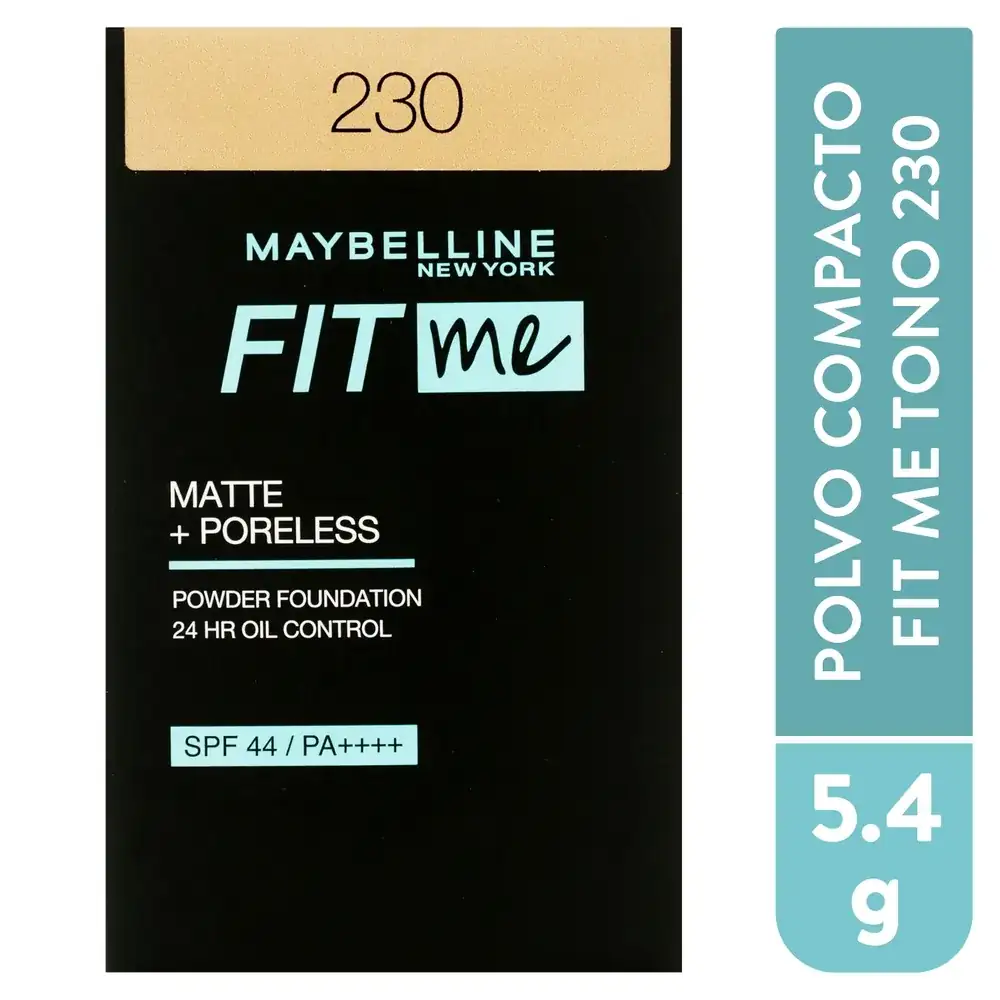 230
MAYBELLINE
NEW YORK
FIT me
MATTE
+ PORELESS
POWDER FOUNDATION
24 HR OIL CONTROL
SPF 44 / PA++++
POLVO COMPACTO
FIT ME TONO 230
5.4
g